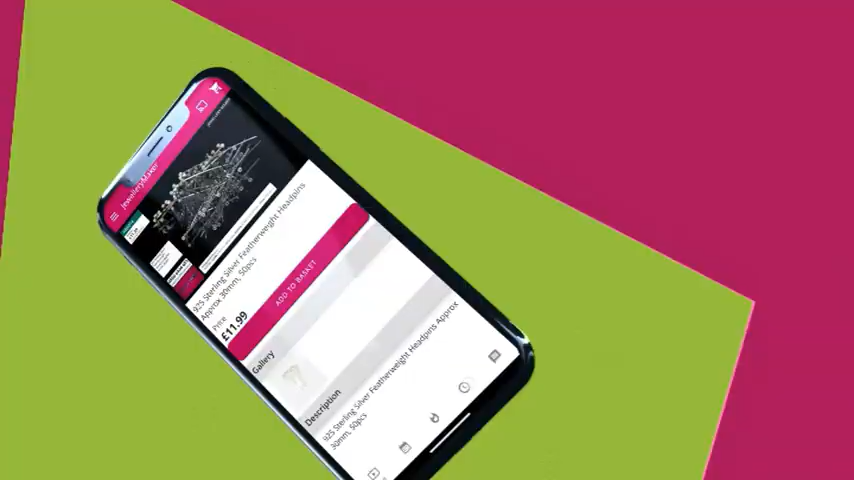 JewelleryMaker
925 Sterling Silver Featherweight Headpins
Approx 30mm, 50pcs
Price
£11.99
ADD TO BASKET
Gallery
Description
925 Sterling Silver Featherweight Headpins Approx
30mm, 50pcs